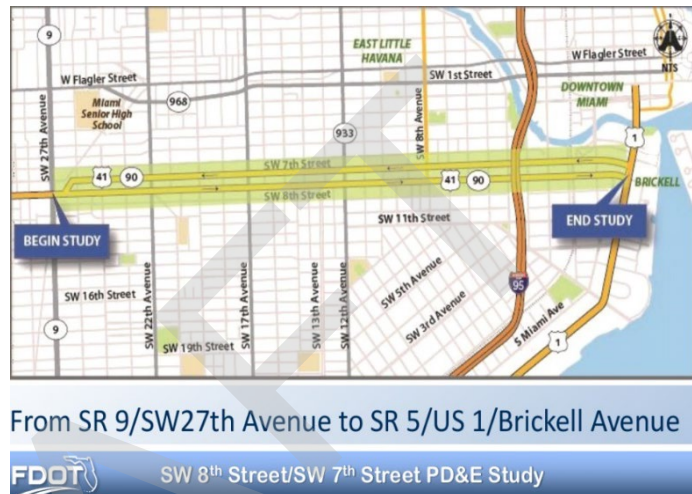 9
EAST LITTLE
HAVANA
W Flagler Street
NTS
W Flagler Street
SW 1st Street
DOWNTOWN
MIAMI
Miami
Senior High
School
968
SW 27th Avenue
933
SW 8th Avenue
1
SW 7th Street
41
90
41
90
SW 8th Street
BRICKELL
BEGIN STUDY
SW 11th Street
END STUDY
SW 16th Street
SW 22th Avenue
SW 17th Avenue
SW 13th Avenue
SW 12th Avenue
SW 5th Avenue
SW 3rd Avenue
95
S Miami Ave
9
SW 19th Street
1
From SR 9/SW27th Avenue to SR 5/US 1/Brickell Avenue
FDOT
SW 8th Street/SW 7th Street PD&E Study